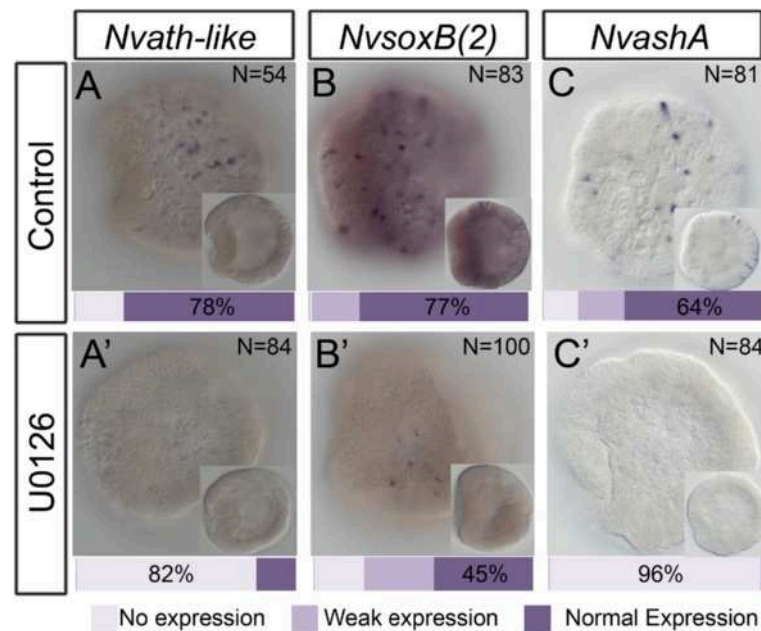 Nvath-like NvsoxB(2) NvashA
Control
A N=54 B N=83 C N=81
78% 77% 64%
U0126
A' N=84 B' N=100 C' N=84
82% 45% 96%
No expression Weak expression Normal Expression